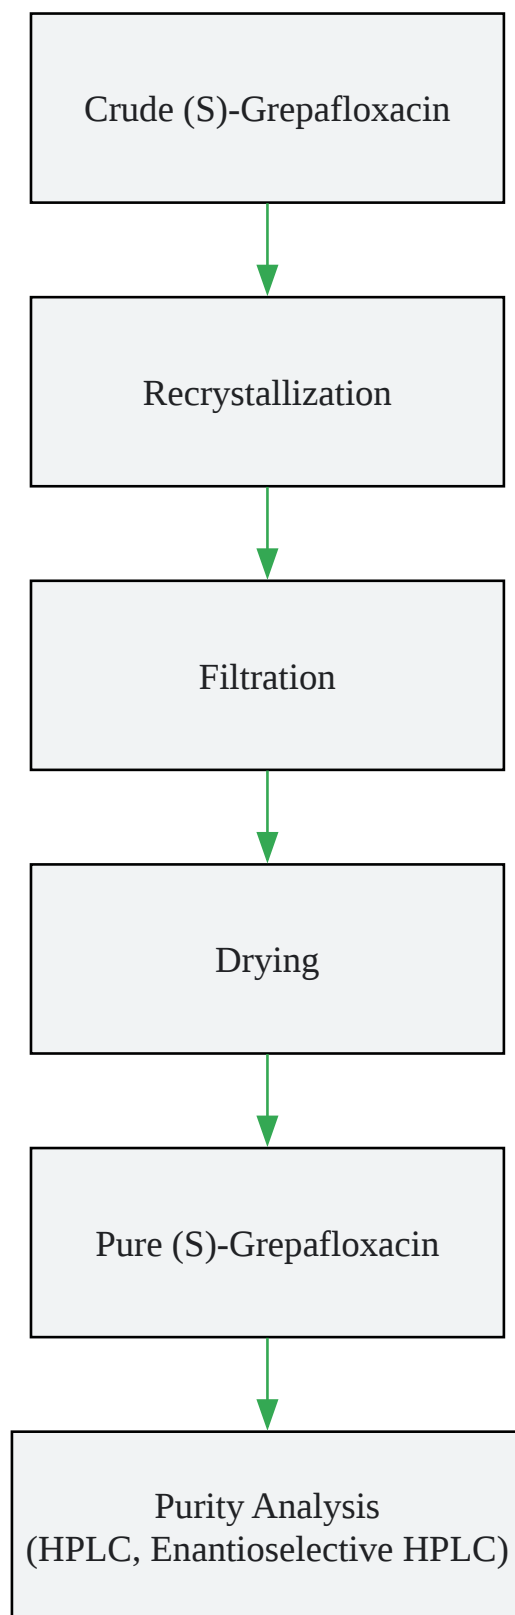 Crude (S)-Grepafloxacin
Recrystallization
Filtration
Drying
Pure (S)-Grepafloxacin
Purity Analysis
(HPLC, Enantioselective HPLC)